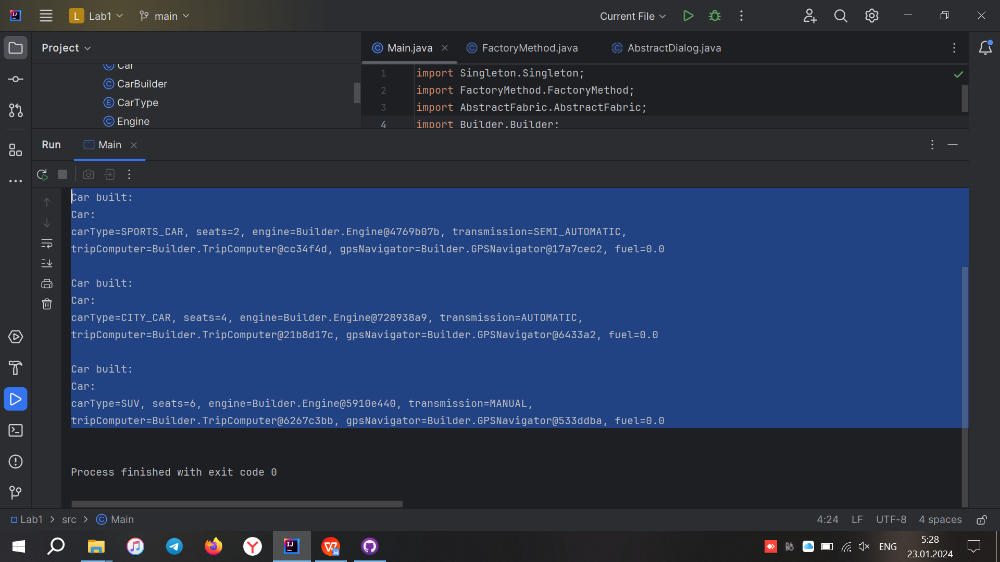 L Lab1 main Current File
Project
Main.java FactoryMethod.java AbstractDialog.java
Car
CarBuilder
CarType
Engine
1 import Singleton.Singleton;
2 import FactoryMethod.FactoryMethod;
3 import AbstractFabric.AbstractFabric;
4 import Builder.Builder;
Run Main
Car built:
Car:
carType=SPORTS_CAR, seats=2, engine=Builder.Engine@4769b07b, transmission=SEMI_AUTOMATIC,
tripComputer=Builder.TripComputer@cc34f4d, gpsNavigator=Builder.GPSNavigator@17a7cec2, fuel=0.0
Car built:
Car:
carType=CITY_CAR, seats=4, engine=Builder.Engine@728938a9, transmission=AUTOMATIC,
tripComputer=Builder.TripComputer@21b8d17c, gpsNavigator=Builder.GPSNavigator@6433a2, fuel=0.0
Car built:
Car:
carType=SUV, seats=6, engine=Builder.Engine@5910e440, transmission=MANUAL,
tripComputer=Builder.TripComputer@6267c3bb, gpsNavigator=Builder.GPSNavigator@533ddba, fuel=0.0
Process finished with exit code 0
Lab1 > src > Main 4:24 LF UTF-8 4 spaces
ENG 5:28
23.01.2024